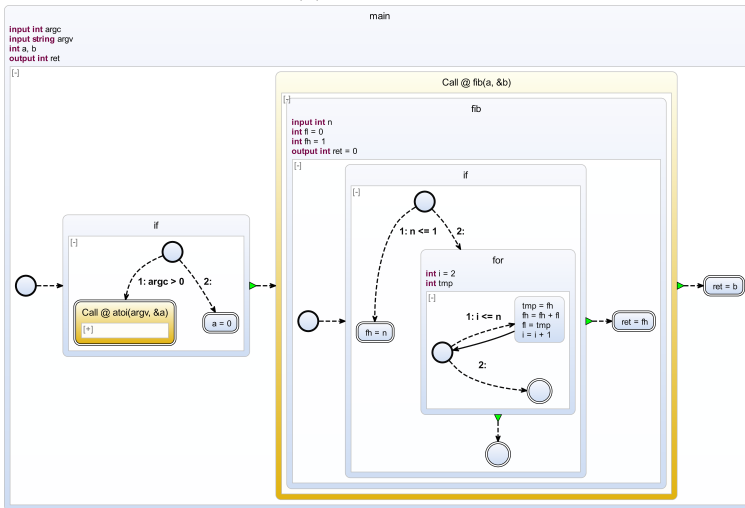 main
input int argc
input string argv
int a, b
output int ret
[-]
if
[-]
1: argc > 0
2:
Call @ atoi(argv, &a)
[+]
a = 0
Call @ fib(a, &b)
[-]
fib
input int n
int fl = 0
int fh = 1
output int ret = 0
[-]
if
[-]
1: n <= 1
2:
fh = n
for
int i = 2
int tmp
[-]
1: i <= n
tmp = fh
fh = fh + fl
fl = tmp
i = i + 1
2:
ret = fh
ret = b